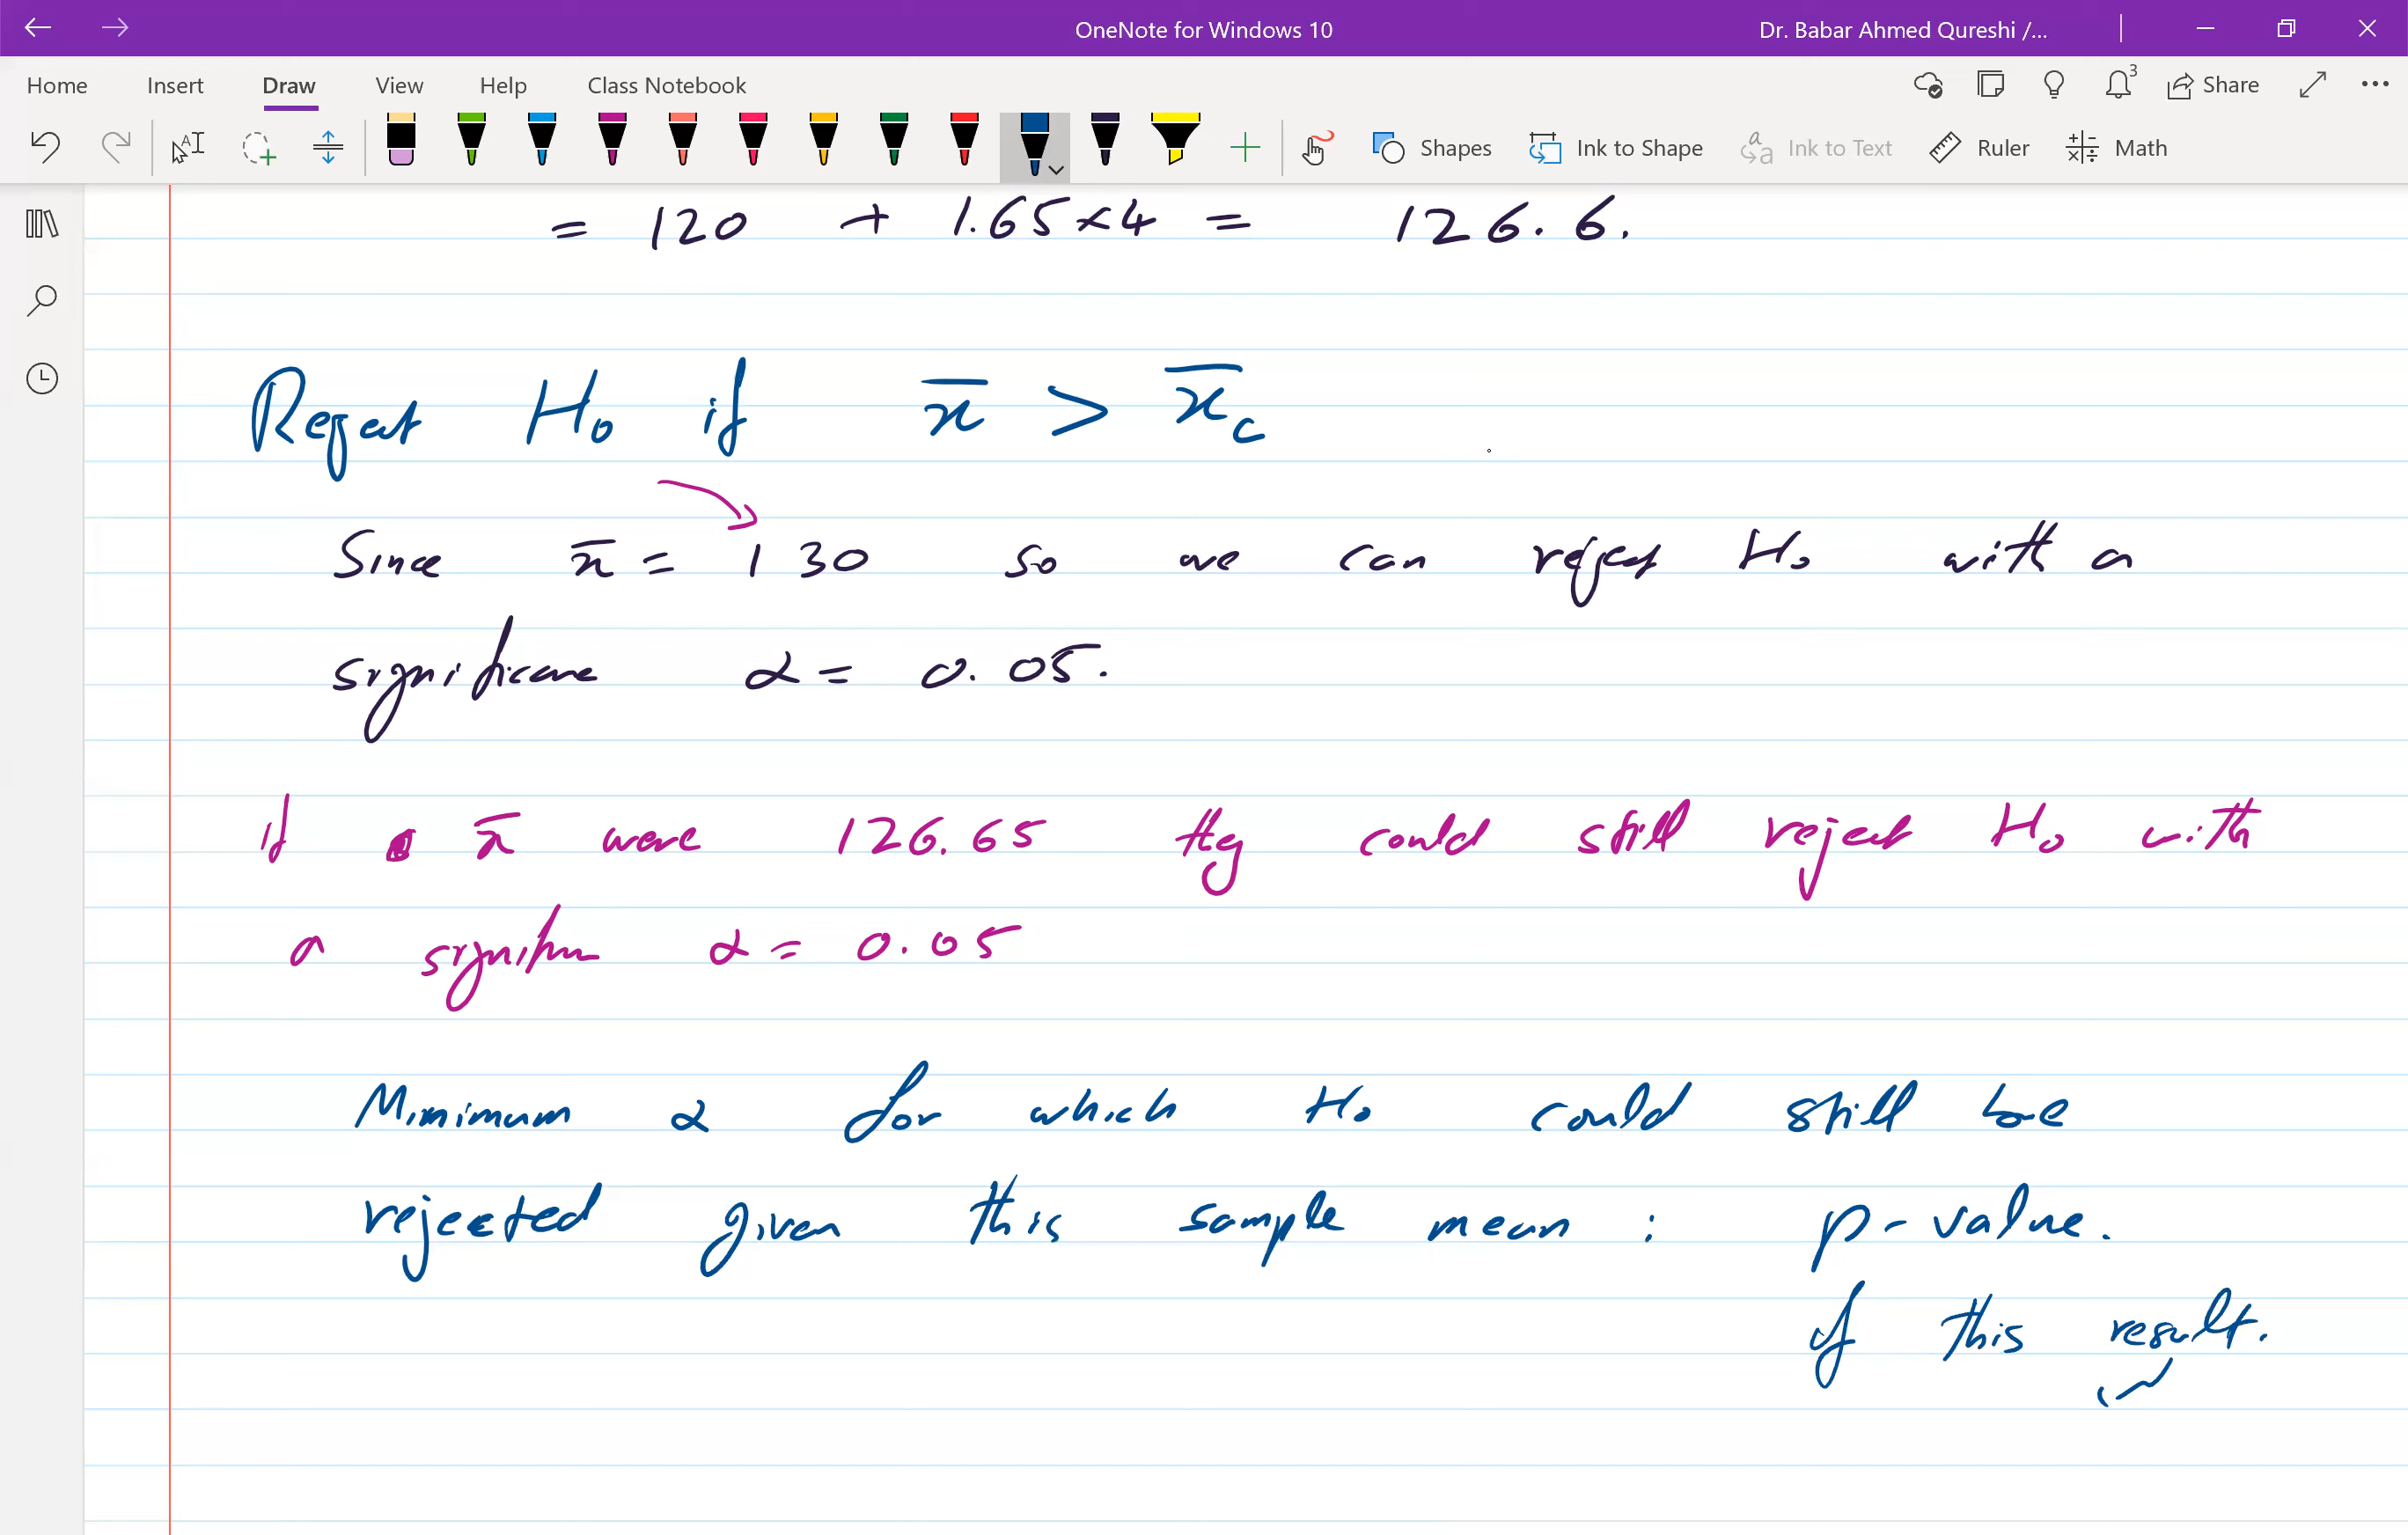 OneNote for Windows 10 Dr. Babar Ahmed Qureshi /...
Home Insert Draw View Help Class Notebook 3 Share
Shapes Ink to Shape Ink to Text Ruler Math
= 120 + 1.65 × 4 = 126.6.
Reject H₀ if x̄ > x̄c
Since x̄ = 130 so we can reject H₀ with a
significance α = 0.05.
if x̄ were 126.65 they could still reject H₀ with
a α = 0.05
Minimum α for which H₀ could still be
rejected given this sample mean : p-value.
of this result.